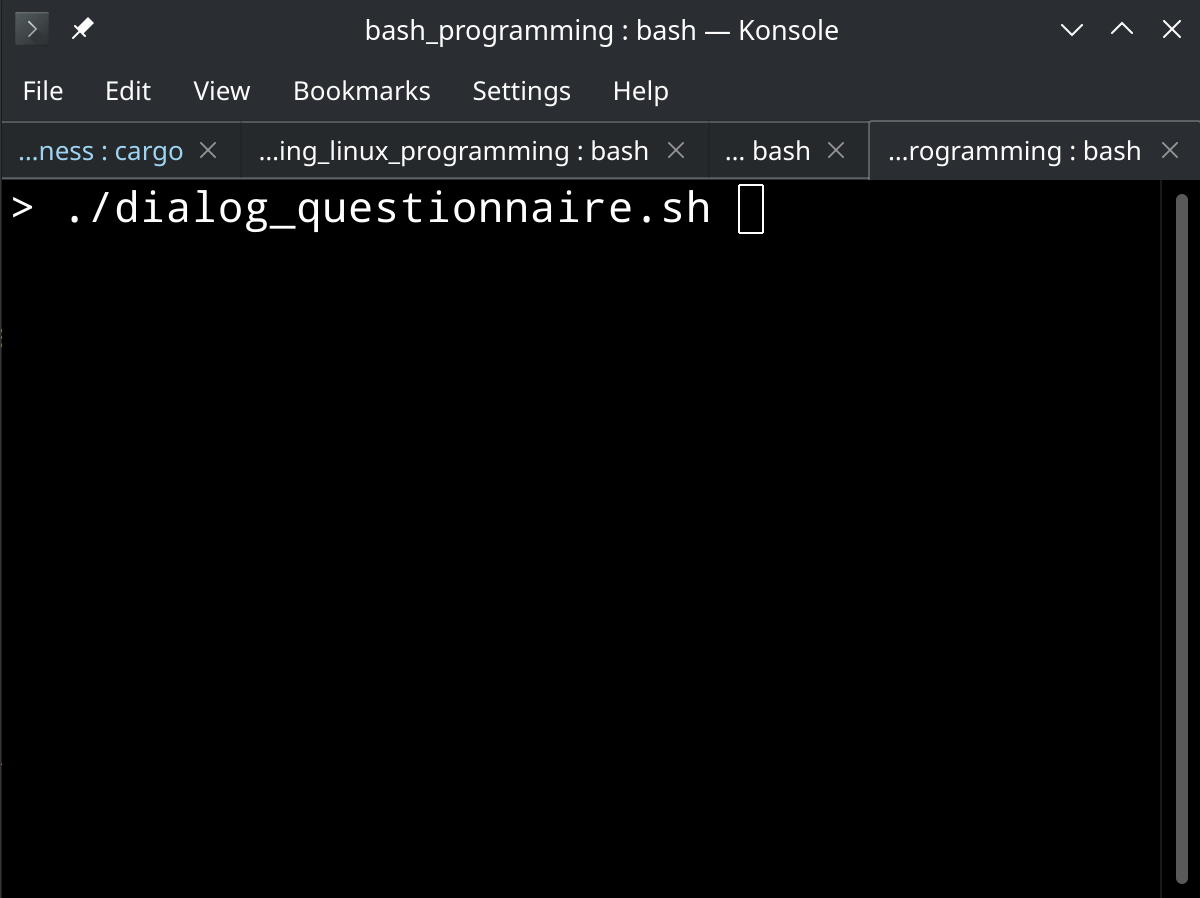 bash_programming : bash — Konsole
File Edit View Bookmarks Settings Help
...ness : cargo ...ing_linux_programming : bash ... bash ...rogramming : bash
> ./dialog_questionnaire.sh